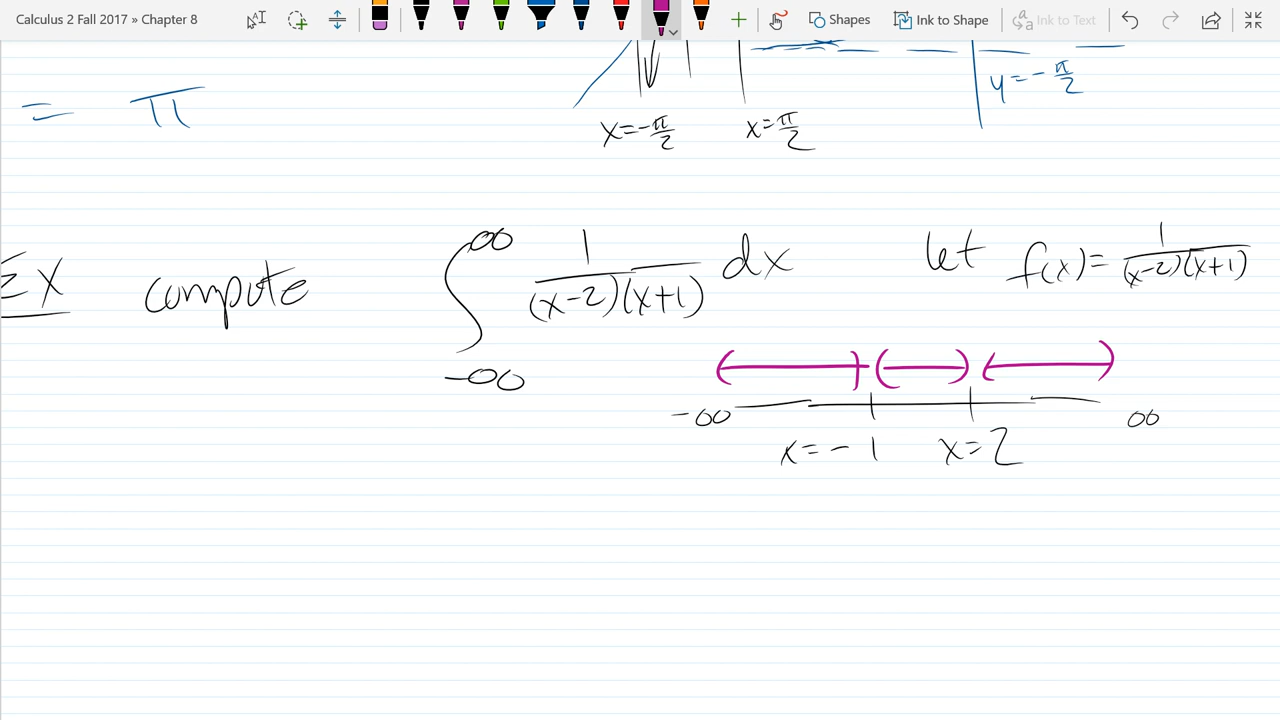 Calculus 2 Fall 2017 » Chapter 8 Shapes Ink to Shape Ink to Text
y = -π/2
= π
x = -π/2 x = π/2
EX compute ∫_{-∞}^{∞} 1/((x-2)(x+1)) dx let f(x) = 1/((x-2)(x+1))
-∞ ∞
x = -1 x = 2